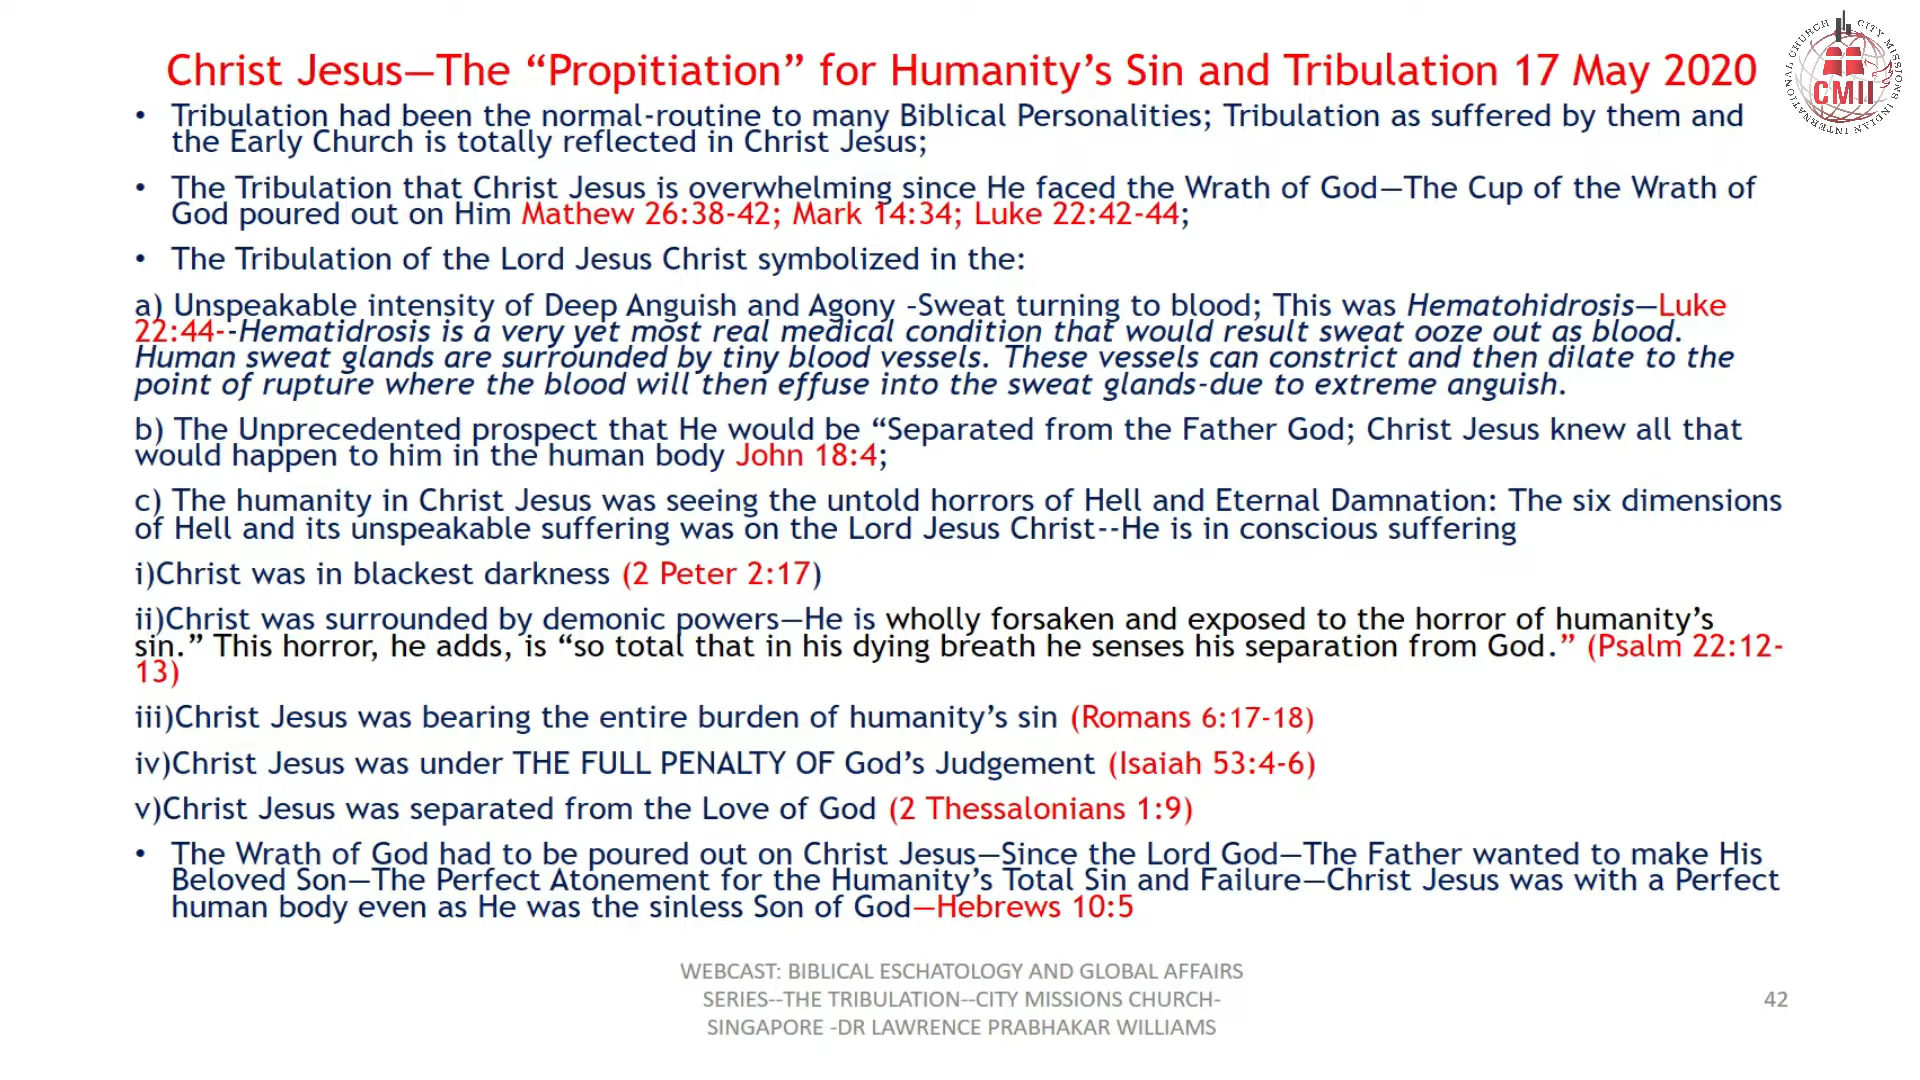 Christ Jesus—The “Propitiation” for Humanity’s Sin and Tribulation 17 May 2020
• Tribulation had been the normal-routine to many Biblical Personalities; Tribulation as suffered by them and
the Early Church is totally reflected in Christ Jesus;
• The Tribulation that Christ Jesus is overwhelming since He faced the Wrath of God—The Cup of the Wrath of
God poured out on Him Mathew 26:38-42; Mark 14:34; Luke 22:42-44;
• The Tribulation of the Lord Jesus Christ symbolized in the:
a) Unspeakable intensity of Deep Anguish and Agony -Sweat turning to blood; This was Hematohidrosis—Luke
22:44--Hematidrosis is a very yet most real medical condition that would result sweat ooze out as blood.
Human sweat glands are surrounded by tiny blood vessels. These vessels can constrict and then dilate to the
point of rupture where the blood will then effuse into the sweat glands-due to extreme anguish.
b) The Unprecedented prospect that He would be “Separated from the Father God; Christ Jesus knew all that
would happen to him in the human body John 18:4;
c) The humanity in Christ Jesus was seeing the untold horrors of Hell and Eternal Damnation: The six dimensions
of Hell and its unspeakable suffering was on the Lord Jesus Christ--He is in conscious suffering
i)Christ was in blackest darkness (2 Peter 2:17)
ii)Christ was surrounded by demonic powers—He is wholly forsaken and exposed to the horror of humanity’s
sin.” This horror, he adds, is “so total that in his dying breath he senses his separation from God.” (Psalm 22:12-
13)
iii)Christ Jesus was bearing the entire burden of humanity’s sin (Romans 6:17-18)
iv)Christ Jesus was under THE FULL PENALTY OF God’s Judgement (Isaiah 53:4-6)
v)Christ Jesus was separated from the Love of God (2 Thessalonians 1:9)
• The Wrath of God had to be poured out on Christ Jesus—Since the Lord God—The Father wanted to make His
Beloved Son—The Perfect Atonement for the Humanity’s Total Sin and Failure—Christ Jesus was with a Perfect
human body even as He was the sinless Son of God—Hebrews 10:5
WEBCAST: BIBLICAL ESCHATOLOGY AND GLOBAL AFFAIRS
SERIES--THE TRIBULATION--CITY MISSIONS CHURCH-
SINGAPORE -DR LAWRENCE PRABHAKAR WILLIAMS
42
CHURCH CITY MISSIONS INDIAN INTERNATIONAL
CMII